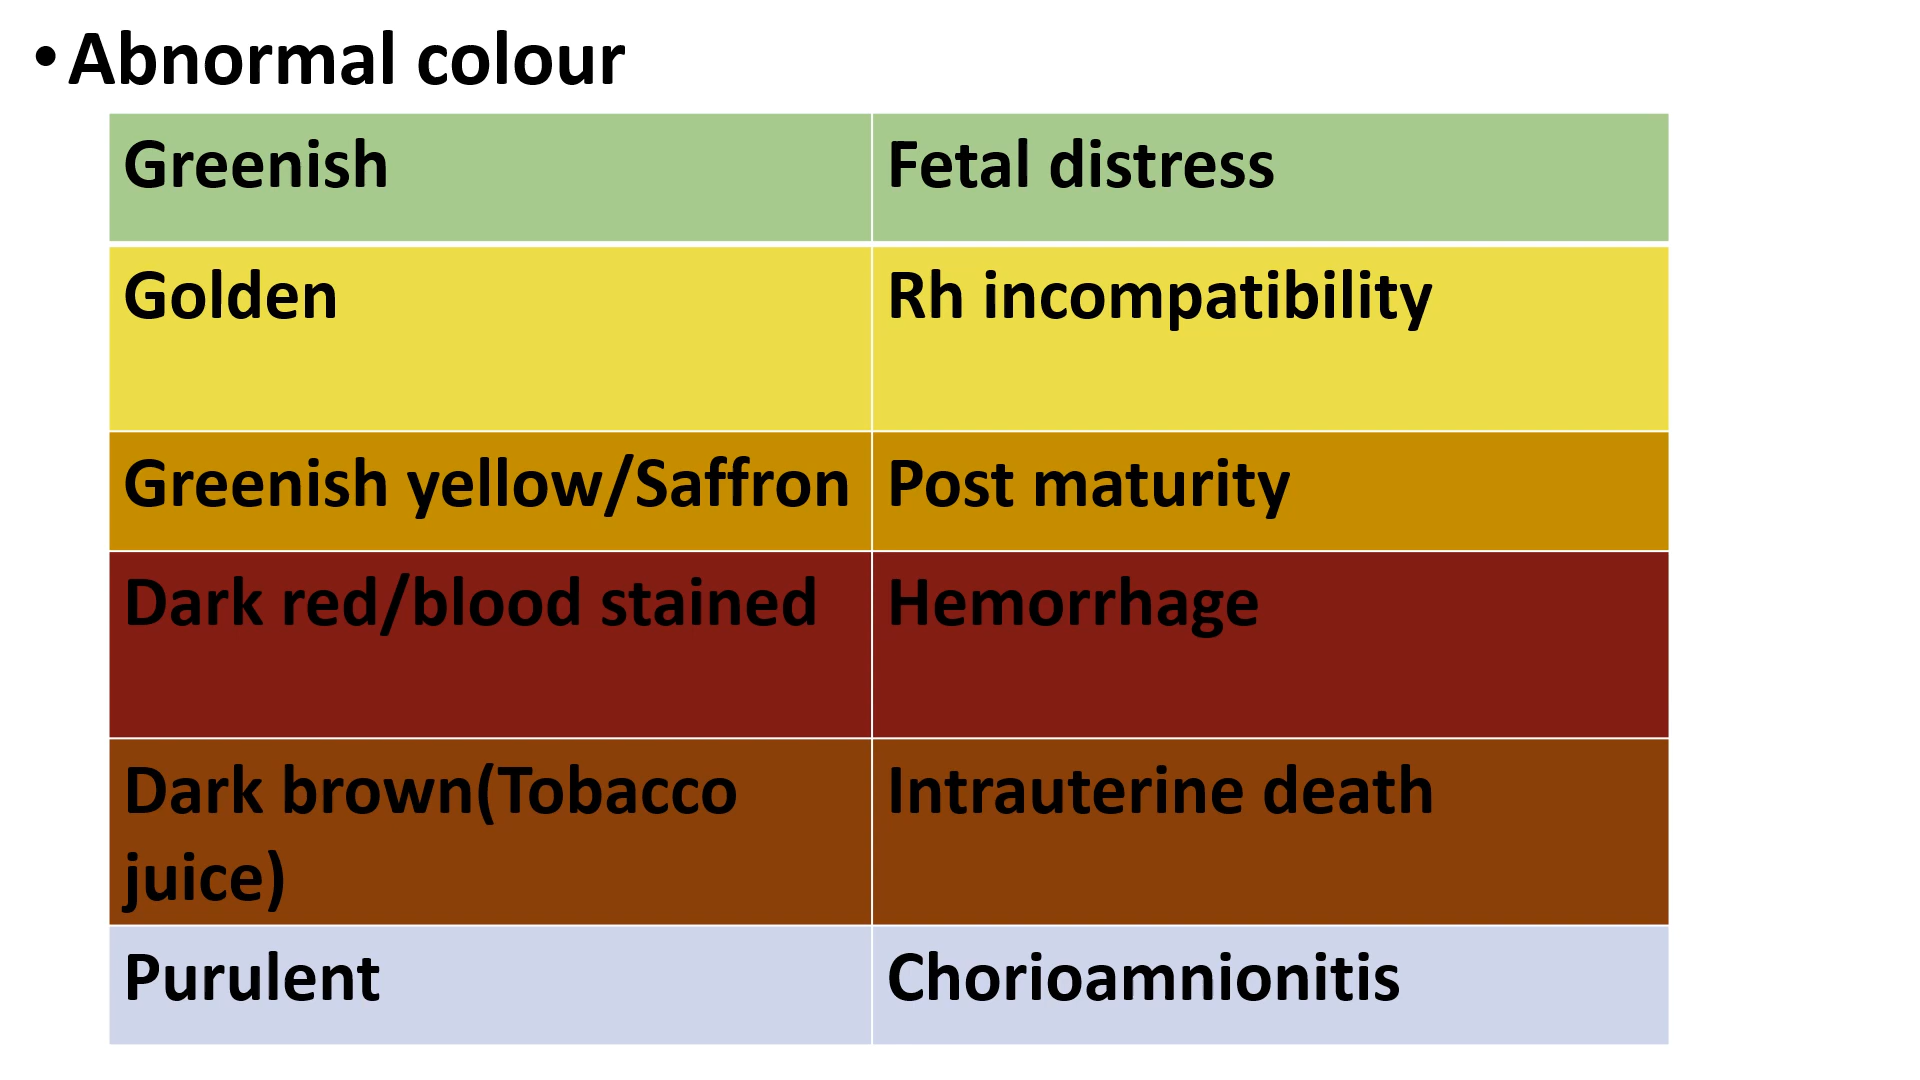 • Abnormal colour
Greenish
Fetal distress
Golden
Rh incompatibility
Greenish yellow/Saffron
Post maturity
Dark red/blood stained
Hemorrhage
Dark brown(Tobacco
juice)
Intrauterine death
Purulent
Chorioamnionitis